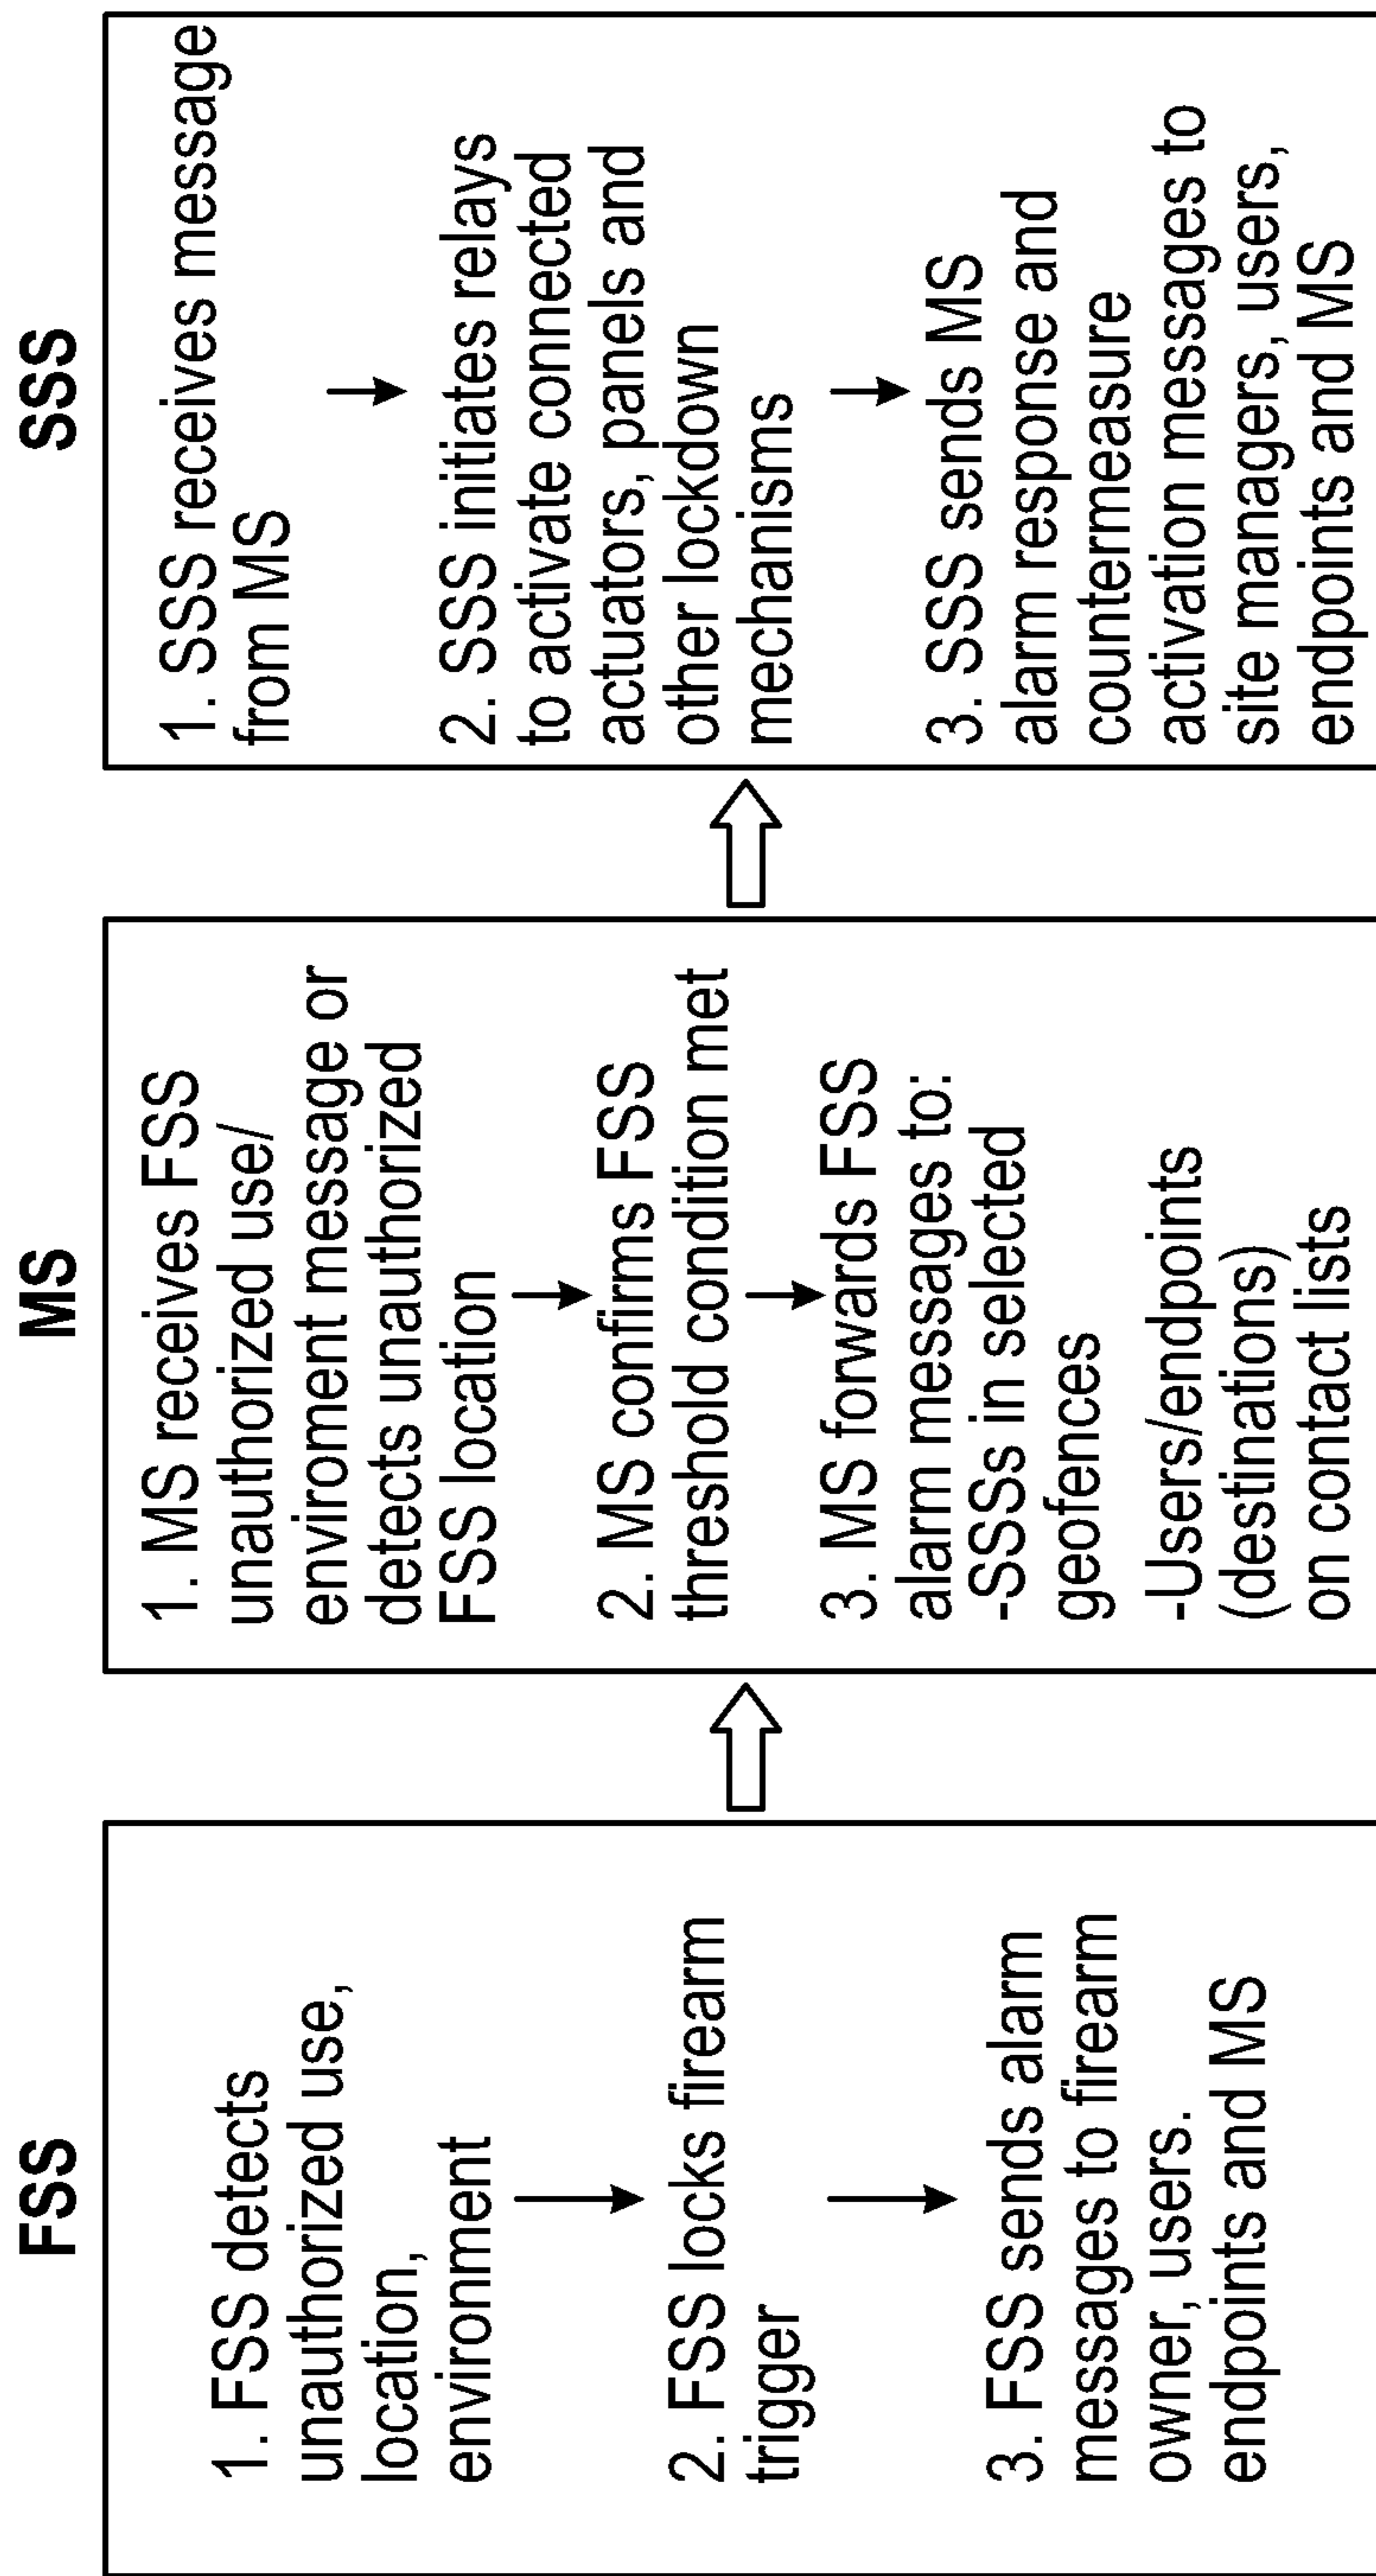 FSS
1. FSS detects
unauthorized use,
location,
environment
2. FSS locks firearm
trigger
3. FSS sends alarm
messages to firearm
owner, users.
endpoints and MS
MS
1. MS receives FSS
unauthorized use/
enviroment message or
detects unauthorized
FSS location
2. MS confirms FSS
threshold condition met
3. MS forwards FSS
alarm messages to:
-SSSs in selected
geofences
-Users/endpoints
(destinations)
on contact lists
SSS
1. SSS receives message
from MS
2. SSS initiates relays
to activate connected
actuators, panels and
other lockdown
mechanisms
3. SSS sends MS
alarm response and
countermeasure
activation messages to
site managers, users,
endpoints and MS